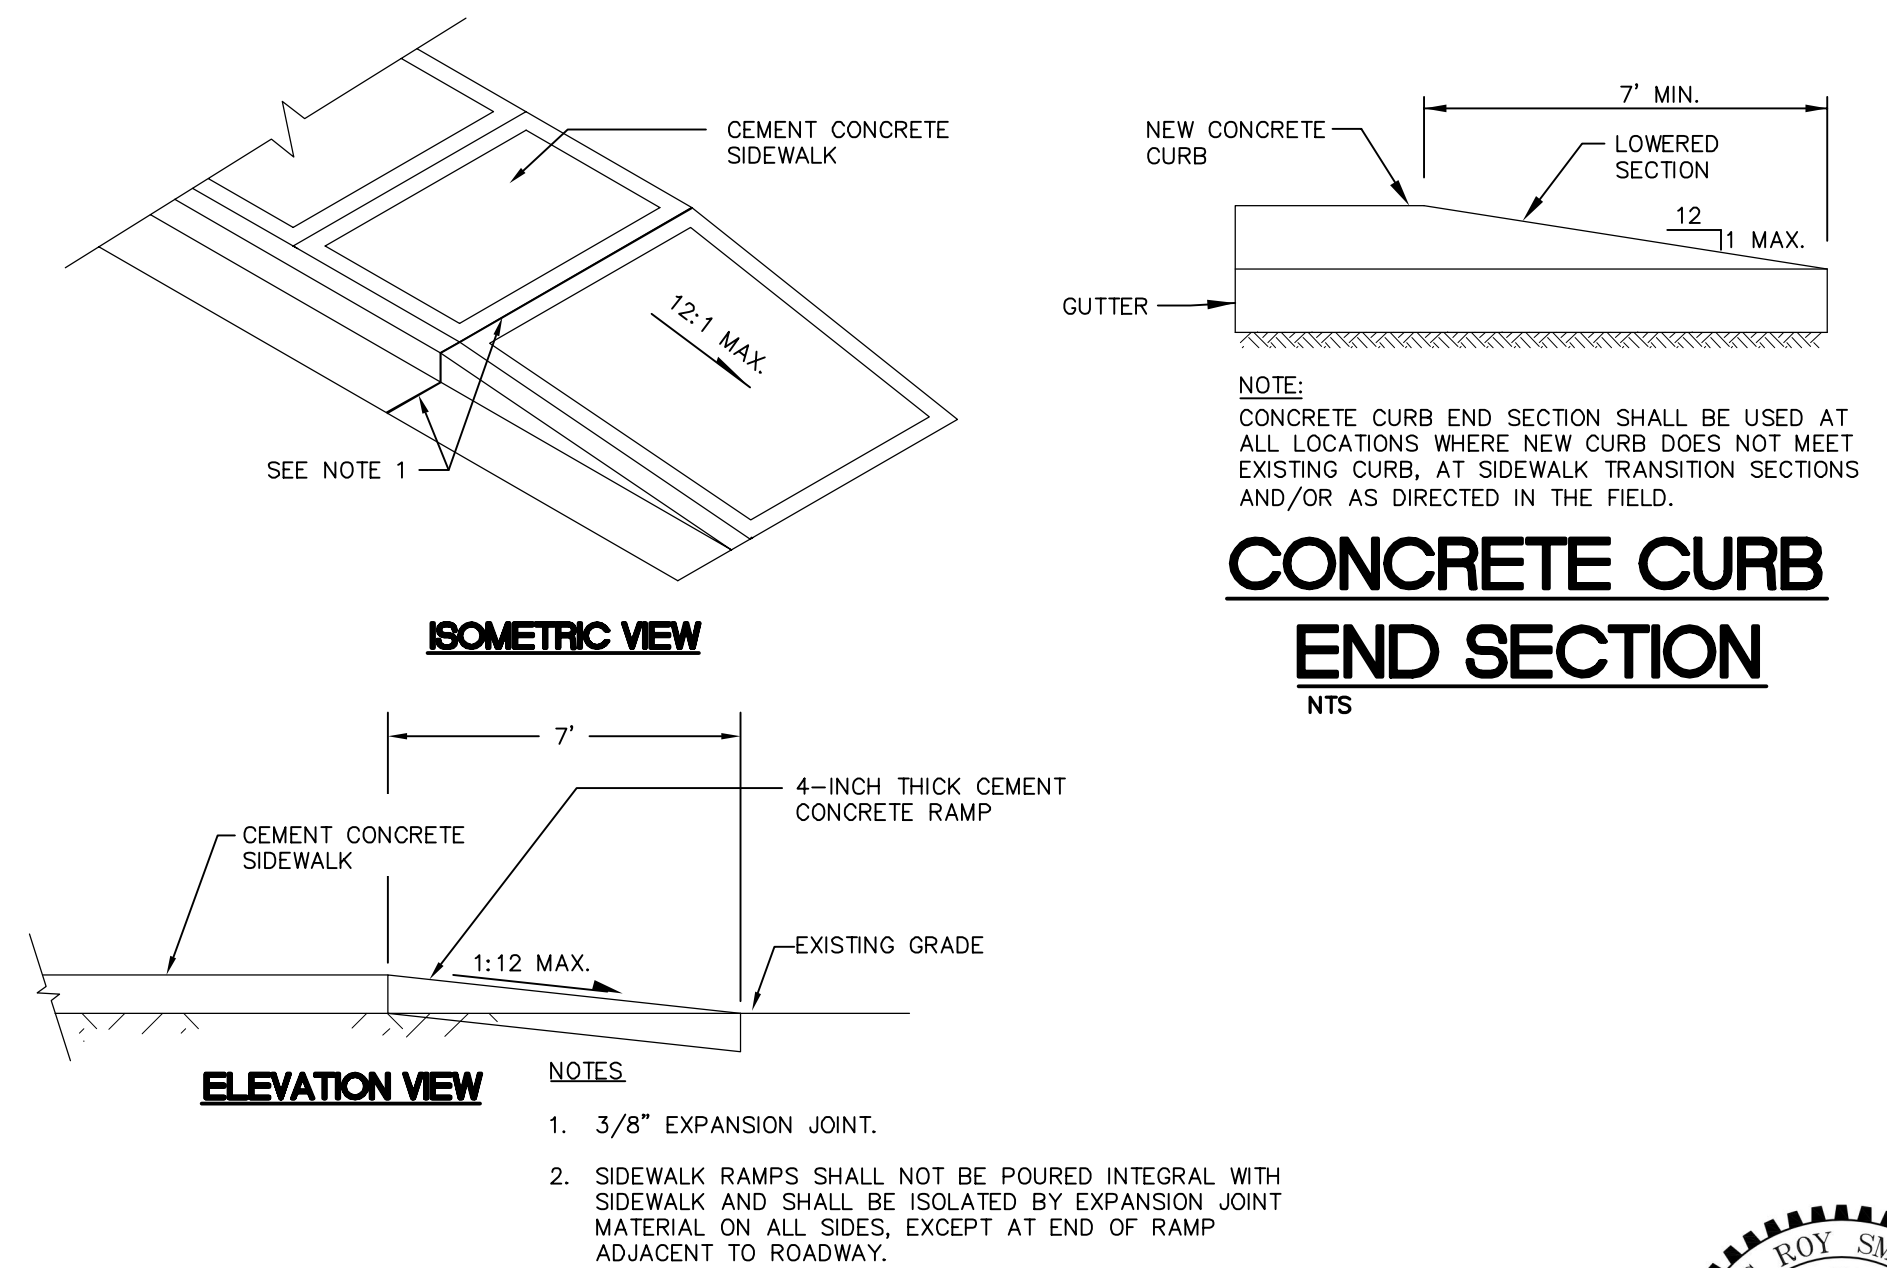 CEMENT CONCRETE
SIDEWALK
12:1 MAX.
SEE NOTE 1
ISOMETRIC VIEW
7' MIN.
NEW CONCRETE
CURB
LOWERED
SECTION
12
1 MAX.
GUTTER
NOTE:
CONCRETE CURB END SECTION SHALL BE USED AT
ALL LOCATIONS WHERE NEW CURB DOES NOT MEET
EXISTING CURB, AT SIDEWALK TRANSITION SECTIONS
AND/OR AS DIRECTED IN THE FIELD.
CONCRETE CURB
END SECTION
NTS
7'
4-INCH THICK CEMENT
CONCRETE RAMP
CEMENT CONCRETE
SIDEWALK
EXISTING GRADE
1:12 MAX.
ELEVATION VIEW
NOTES
1. 3/8" EXPANSION JOINT.
2. SIDEWALK RAMPS SHALL NOT BE POURED INTEGRAL WITH
SIDEWALK AND SHALL BE ISOLATED BY EXPANSION JOINT
MATERIAL ON ALL SIDES, EXCEPT AT END OF RAMP
ADJACENT TO ROADWAY.
ROY